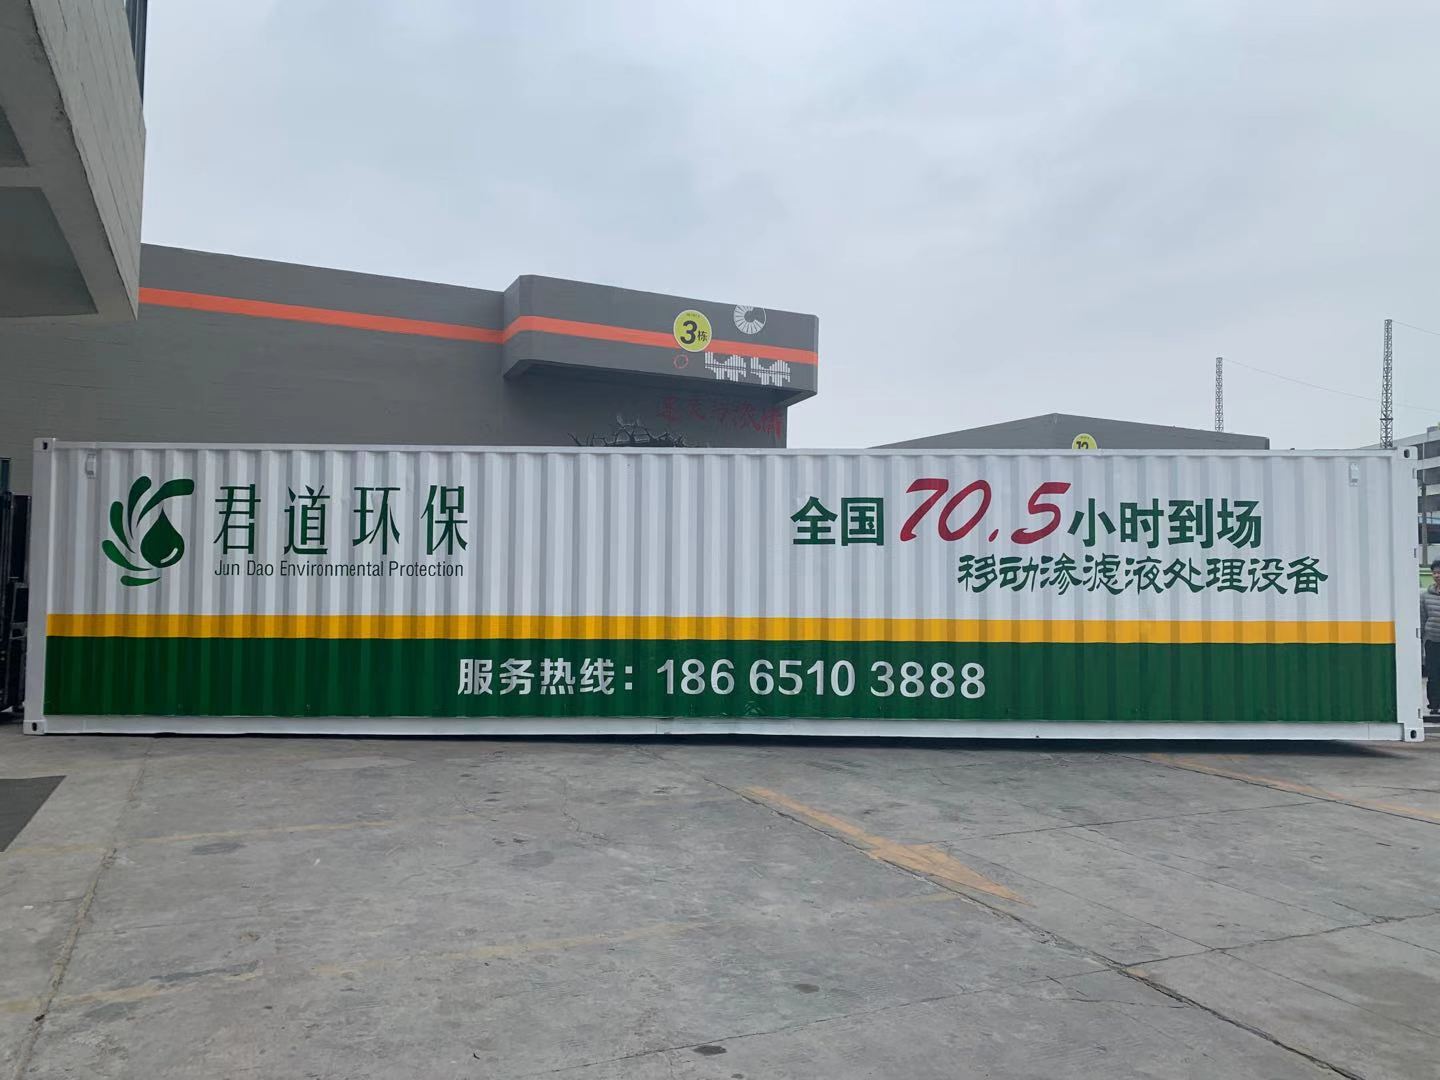 3栋
12
君道环保
Jun Dao Environmental Protection
全国70.5小时到场
移动渗滤液处理设备
服务热线：186 6510 3888